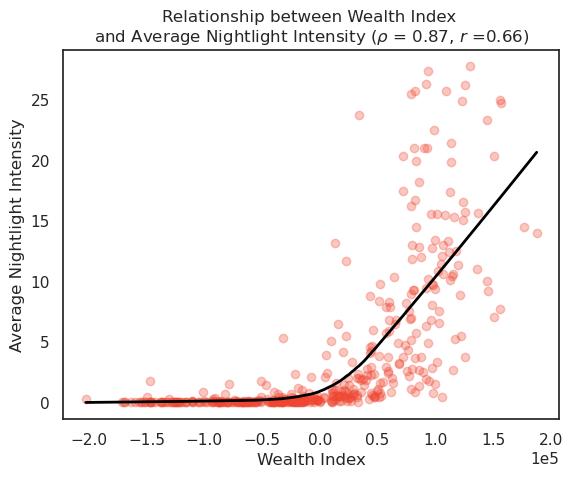 Relationship between Wealth Index
and Average Nightlight Intensity (ρ = 0.87, r =0.66)
Average Nightlight Intensity
25
20
15
10
5
0
−2.0 −1.5 −1.0 −0.5 0.0 0.5 1.0 1.5 2.0
1e5
Wealth Index